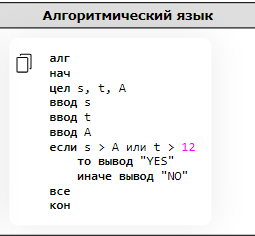 Алгоритмический язык
алг
нач
цел s, t, A
ввод s
ввод t
ввод A
если s > A или t > 12
то вывод "YES"
иначе вывод "NO"
все
кон